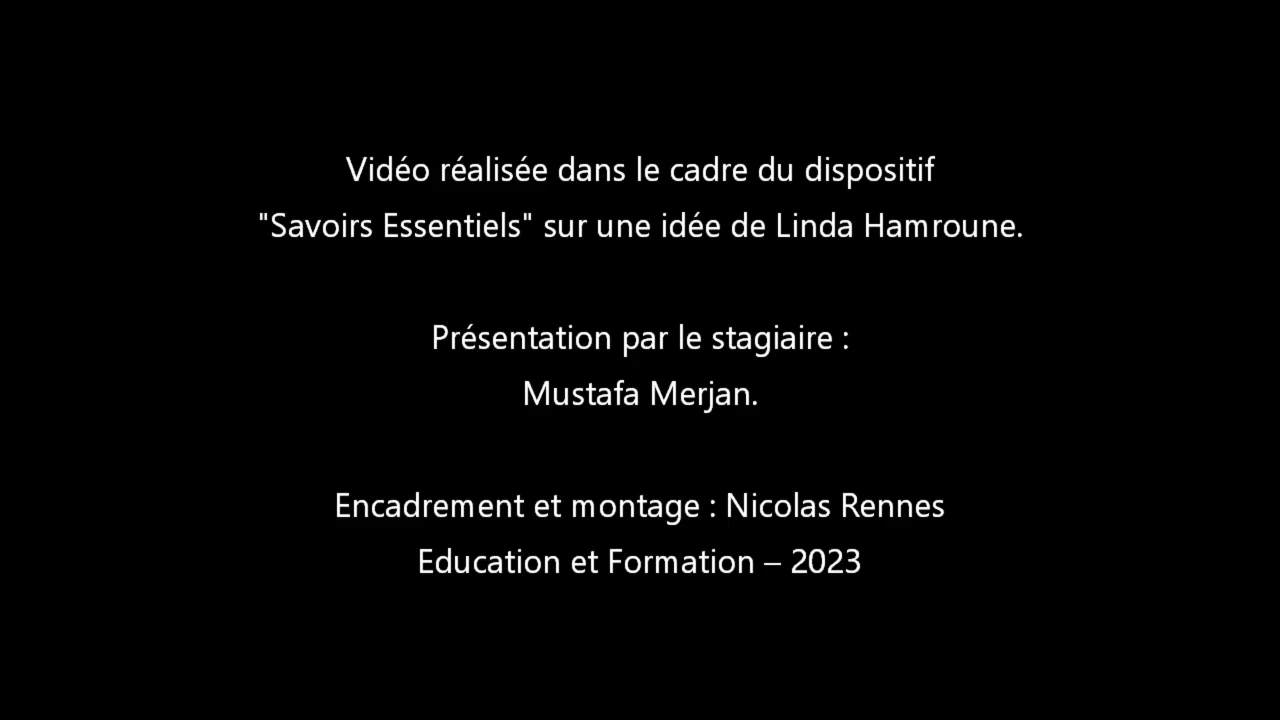 Vidéo réalisée dans le cadre du dispositif
"Savoirs Essentiels" sur une idée de Linda Hamroune.
Présentation par le stagiaire :
Mustafa Merjan.
Encadrement et montage : Nicolas Rennes
Education et Formation – 2023